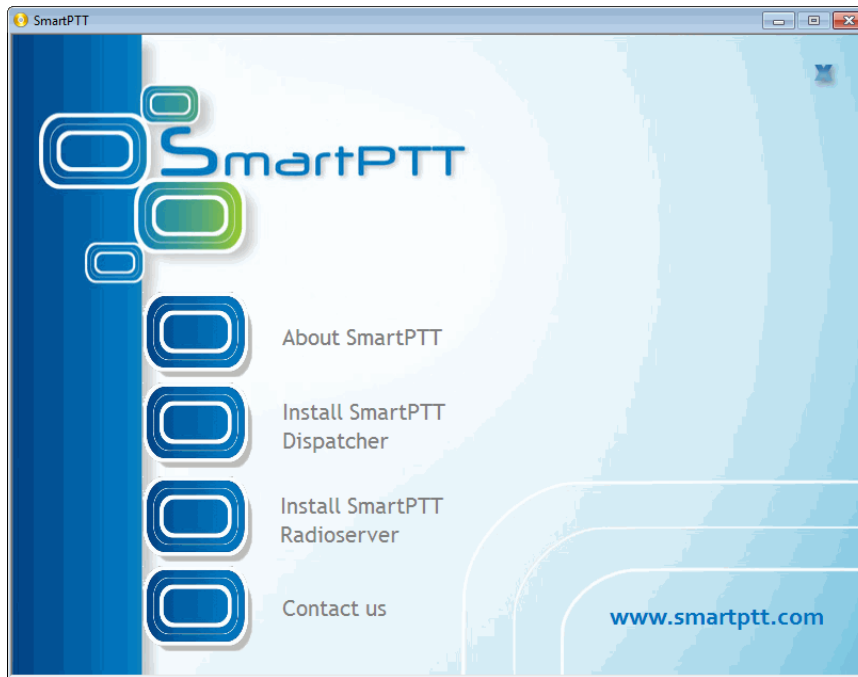 SmartPTT
SmartPTT
About SmartPTT
Install SmartPTT
Dispatcher
Install SmartPTT
Radioserver
Contact us
www.smartptt.com